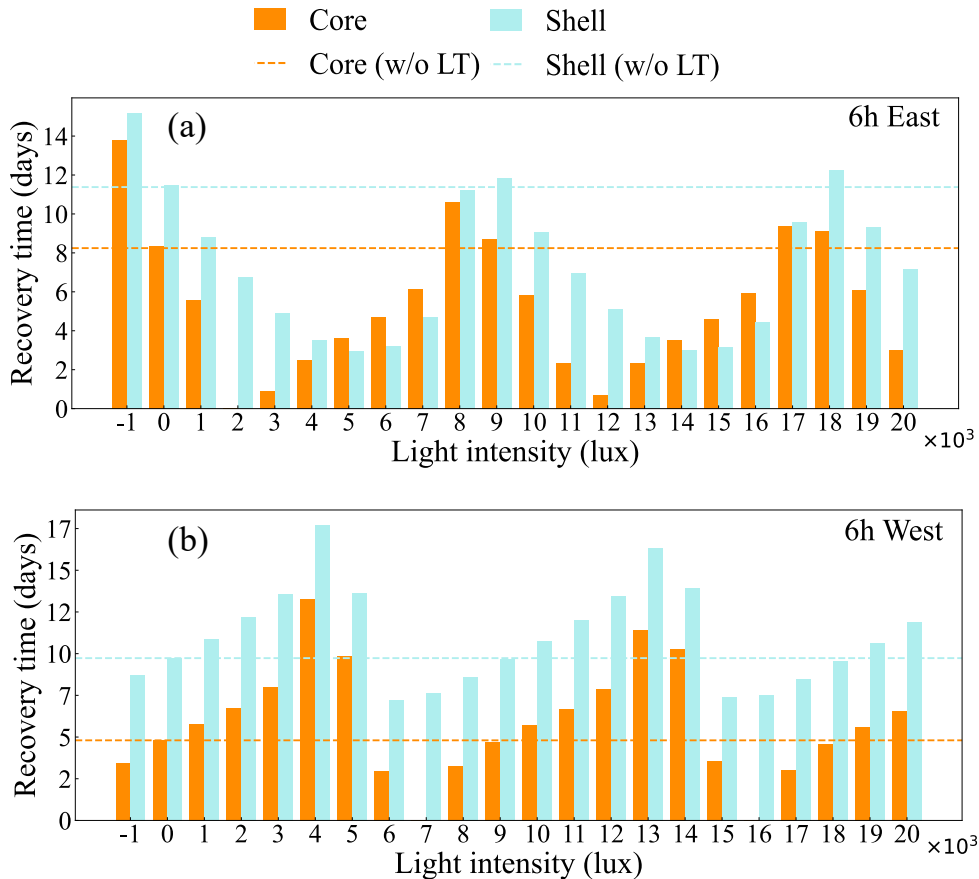 Core Shell
Core (w/o LT) Shell (w/o LT)
(a) 6h East
Recovery time (days)
14
12
10
8
6
4
2
0
-1 0 1 2 3 4 5 6 7 8 9 10 11 12 13 14 15 16 17 18 19 20
×10³
Light intensity (lux)
(b) 6h West
Recovery time (days)
17
15
12
10
7
5
2
0
-1 0 1 2 3 4 5 6 7 8 9 10 11 12 13 14 15 16 17 18 19 20
×10³
Light intensity (lux)